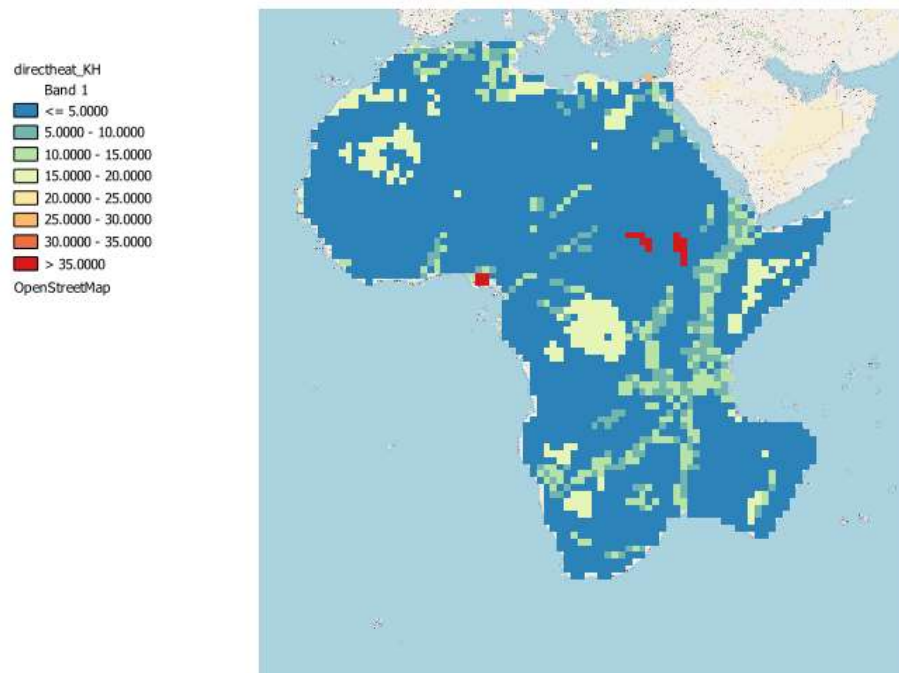 directheat_KH
Band 1
<= 5.0000
5.0000 - 10.0000
10.0000 - 15.0000
15.0000 - 20.0000
20.0000 - 25.0000
25.0000 - 30.0000
30.0000 - 35.0000
> 35.0000
OpenStreetMap